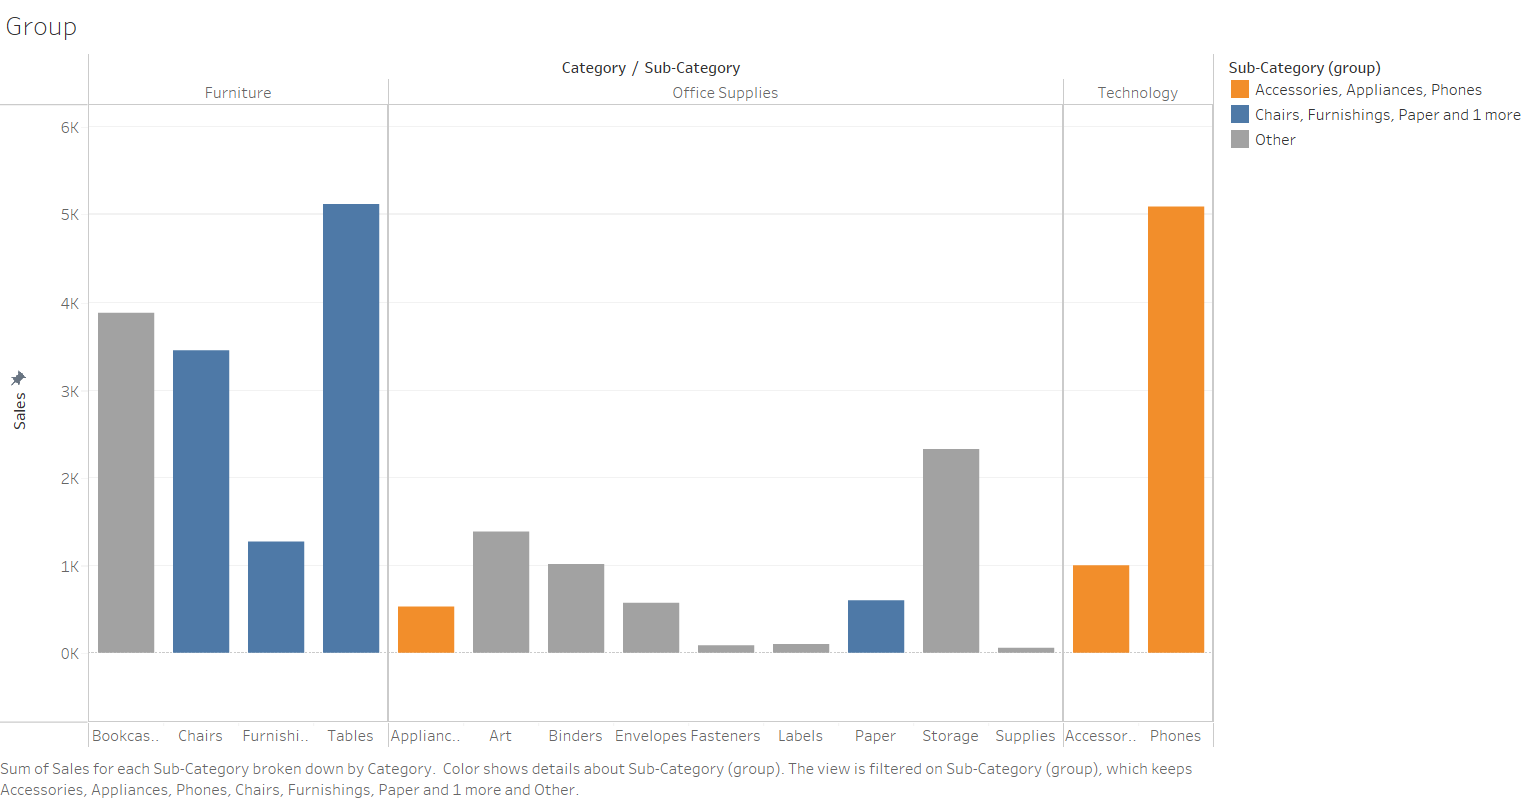 Group
Category / Sub-Category
Furniture
Office Supplies
Technology
Sub-Category (group)
Accessories, Appliances, Phones
Chairs, Furnishings, Paper and 1 more
Other
6K
5K
4K
3K
2K
1K
0K
Sales
Bookcas..
Chairs
Furnishi..
Tables
Applianc..
Art
Binders
Envelopes
Fasteners
Labels
Paper
Storage
Supplies
Accessor..
Phones
Sum of Sales for each Sub-Category broken down by Category.  Color shows details about Sub-Category (group). The view is filtered on Sub-Category (group), which keeps
Accessories, Appliances, Phones, Chairs, Furnishings, Paper and 1 more and Other.